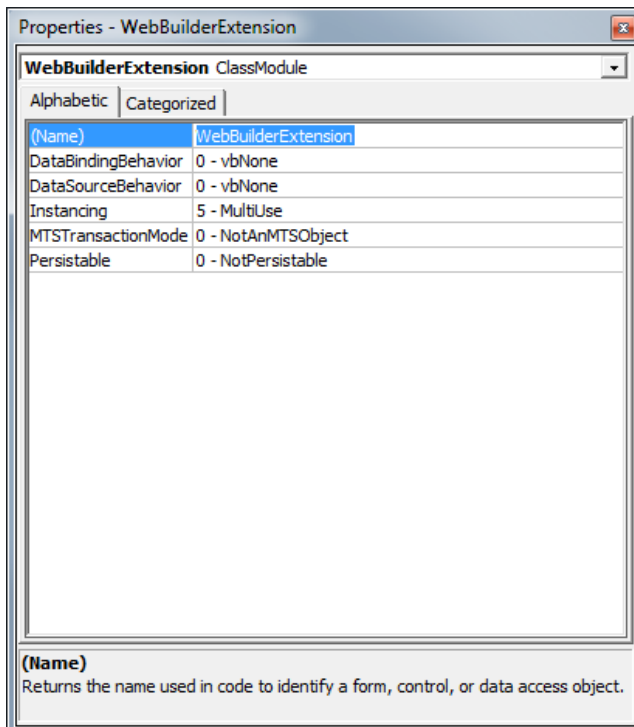 Properties - WebBuilderExtension
WebBuilderExtension ClassModule
Alphabetic Categorized
(Name) WebBuilderExtension
DataBindingBehavior 0 - vbNone
DataSourceBehavior 0 - vbNone
Instancing 5 - MultiUse
MTSTransactionMode 0 - NotAnMTSObject
Persistable 0 - NotPersistable
(Name)
Returns the name used in code to identify a form, control, or data access object.